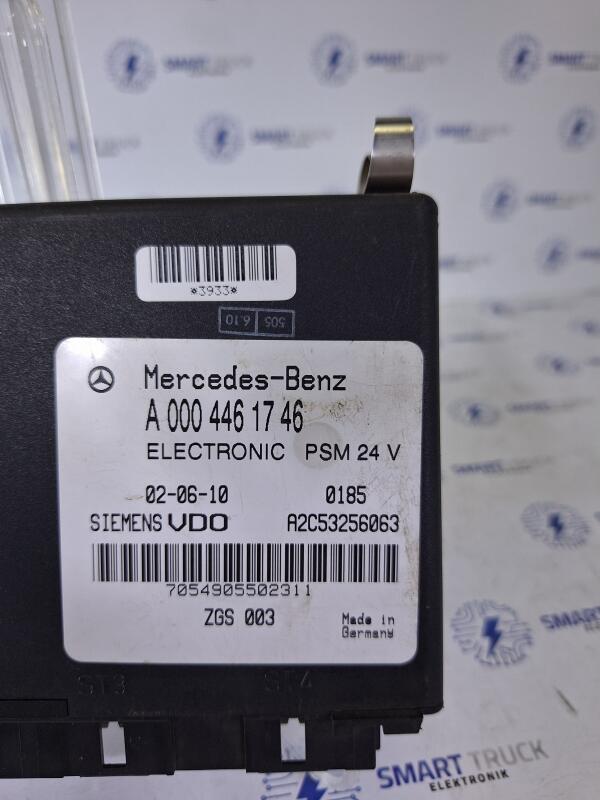 *3933*
505
6.10
Mercedes-Benz
A 000 446 17 46
ELECTRONIC PSM 24 V
02-06-10 0185
SIEMENS VDO A2C53256063
7054905502311
ZGS 003
Made in
Germany
ST3 ST4
SMART TRUCK
ELEKTRONIK